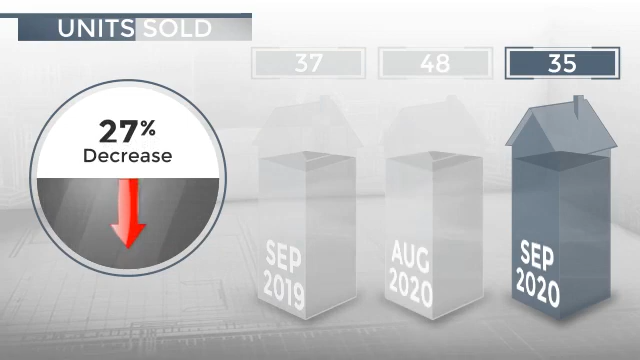 UNITS SOLD
37
48
35
27%
Decrease
SEP
2019
AUG
2020
SEP
2020